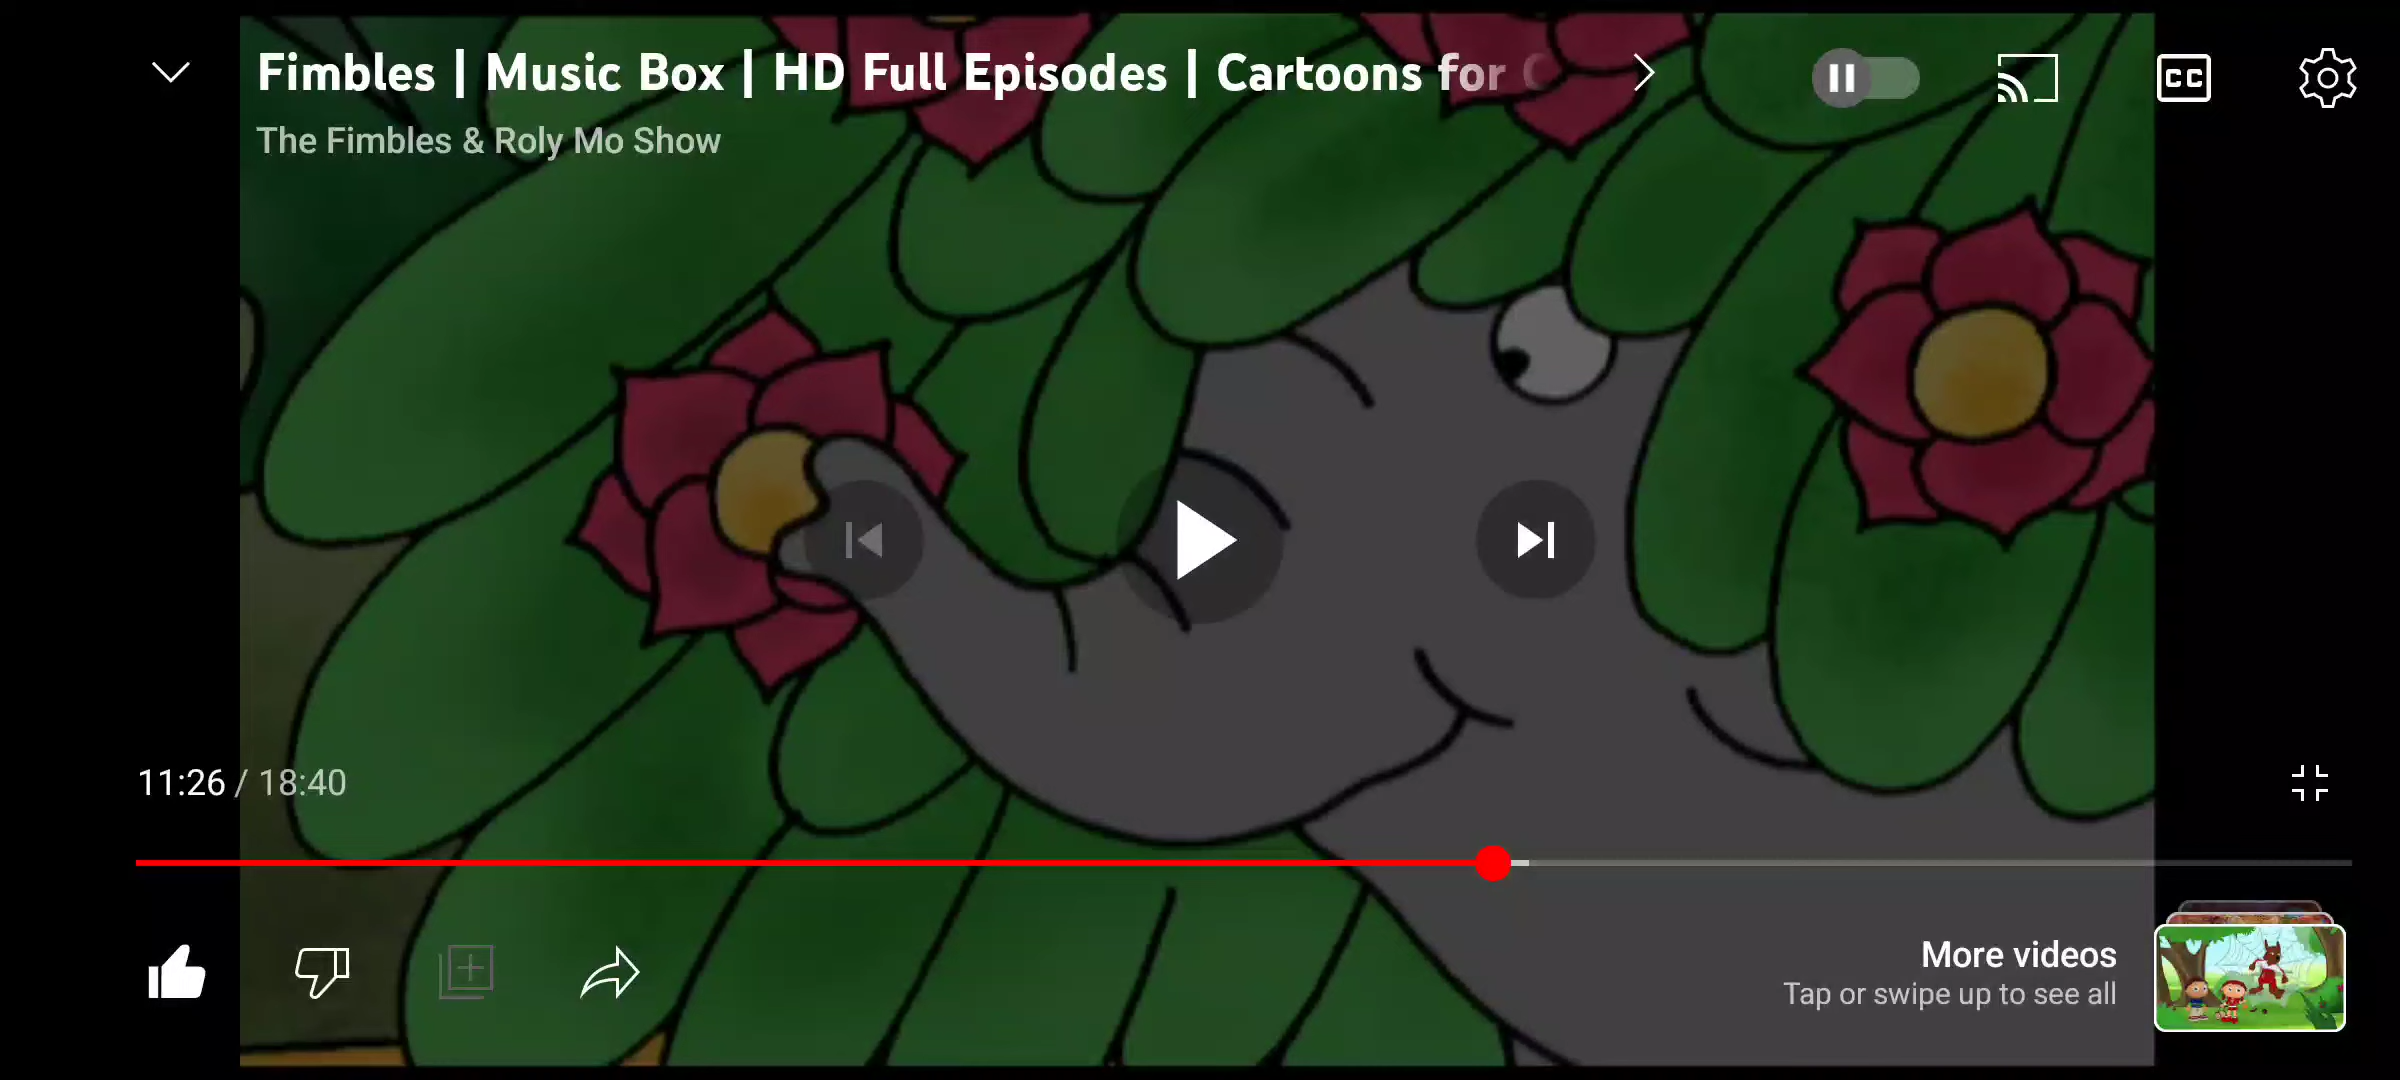 Fimbles | Music Box | HD Full Episodes | Cartoons for
The Fimbles & Roly Mo Show
CC
11:26 / 18:40
More videos
Tap or swipe up to see all